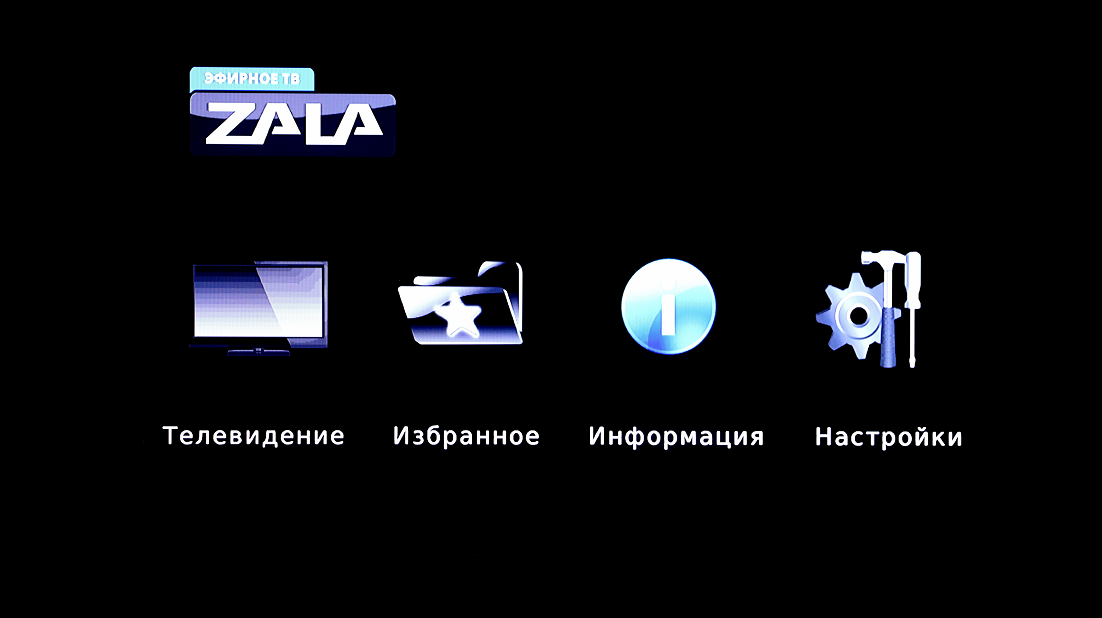 ЭФИРНОЕ ТВ
ZALA
Телевидение Избранное Информация Настройки